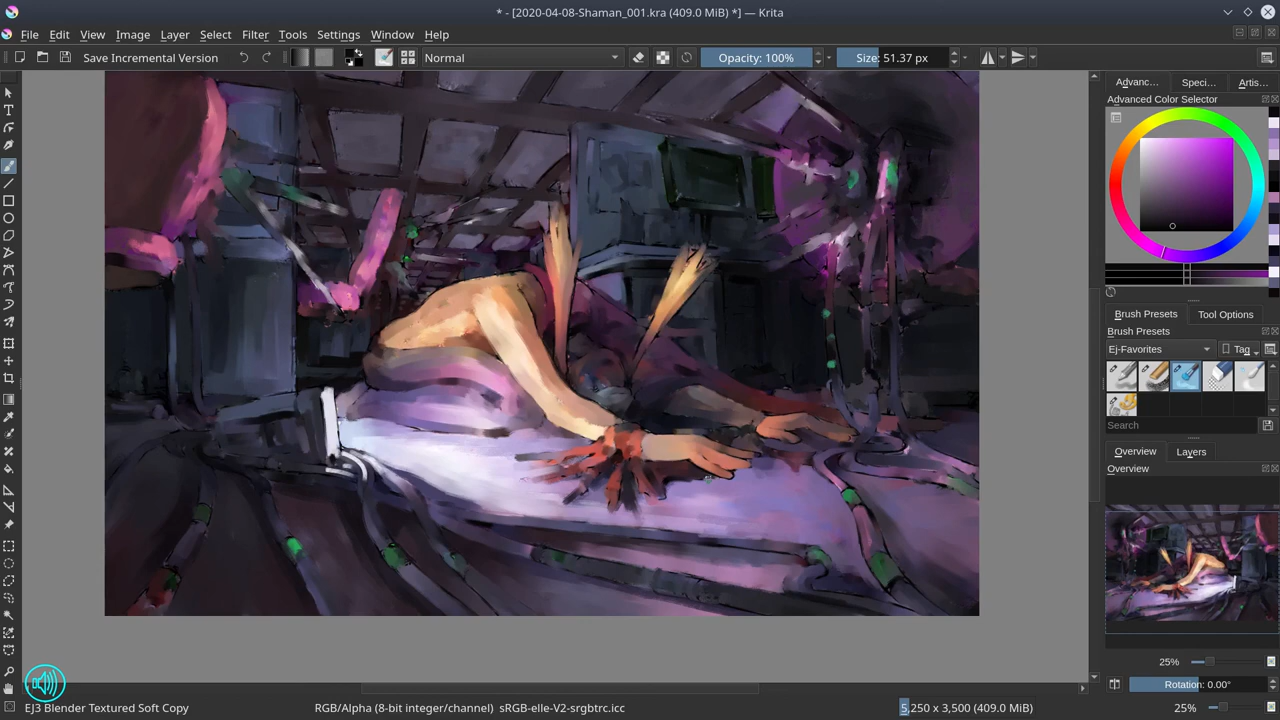 * - [2020-04-08-Shaman_001.kra (409.0 MiB) *] — Krita
File Edit View Image Layer Select Filter Tools Settings Window Help
Save Incremental Version Normal Opacity: 100% Size: 51.37 px
Advanc... Speci... Artis...
Advanced Color Selector
Brush Presets Tool Options
Brush Presets
Ej-Favorites Tag
Search
Overview Layers
Overview
25%
Rotation: 0.00°
EJ3 Blender Textured Soft Copy RGB/Alpha (8-bit integer/channel) sRGB-elle-V2-srgbtrc.icc 5,250 x 3,500 (409.0 MiB) 25%